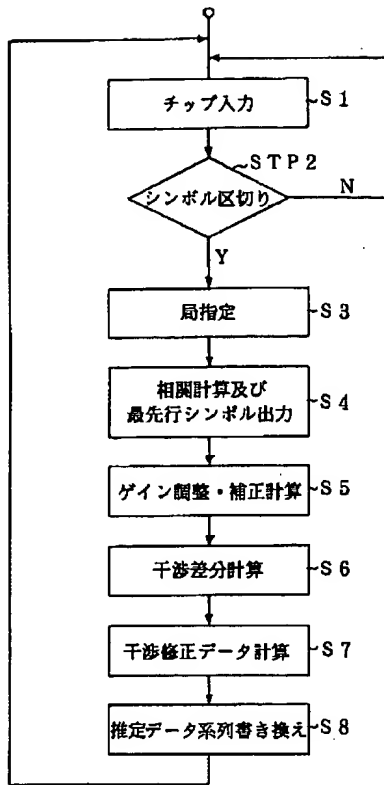 チップ入力
S1
STP2
シンボル区切り
N
Y
局指定
S3
相関計算及び
最先行シンボル出力
S4
ゲイン調整・補正計算
S5
干渉差分計算
S6
干渉修正データ計算
S7
推定データ系列書き換え
S8